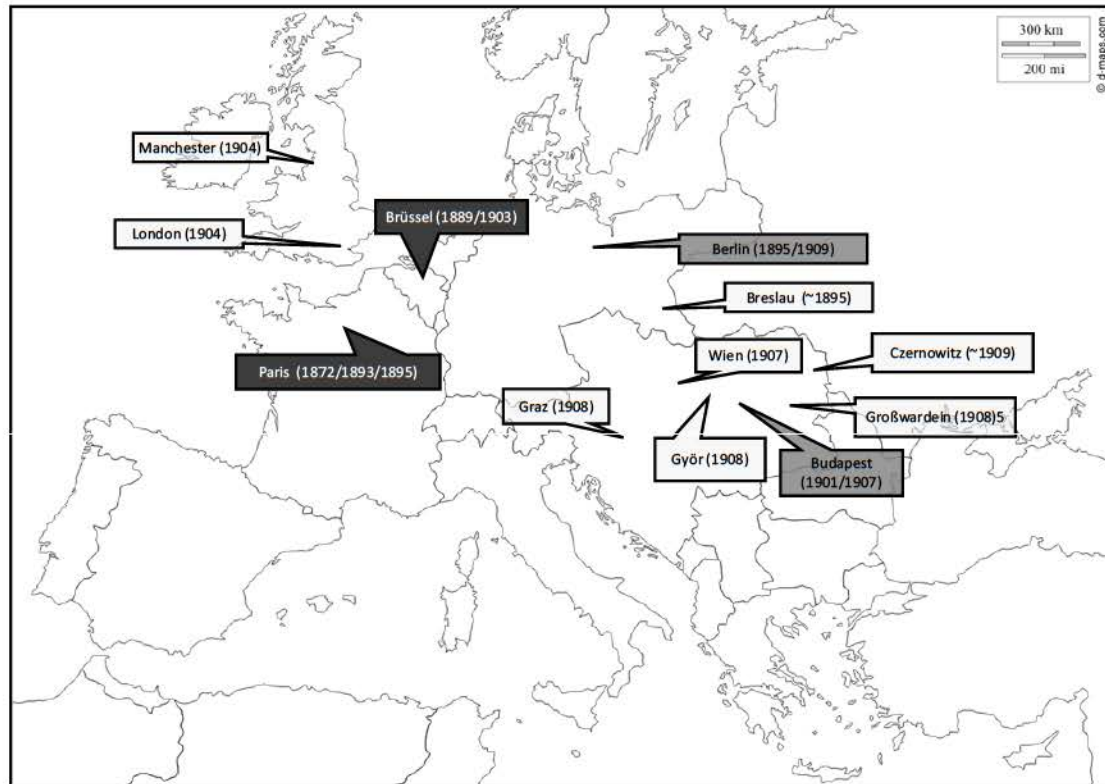 300 km
200 mi
© d-maps.com
Manchester (1904)
Brüssel (1889/1903)
London (1904)
Berlin (1895/1909)
Breslau (~1895)
Wien (1907)
Czernowitz (~1909)
Paris (1872/1893/1895)
Graz (1908)
Großwardein (1908)5
Györ (1908)
Budapest
(1901/1907)